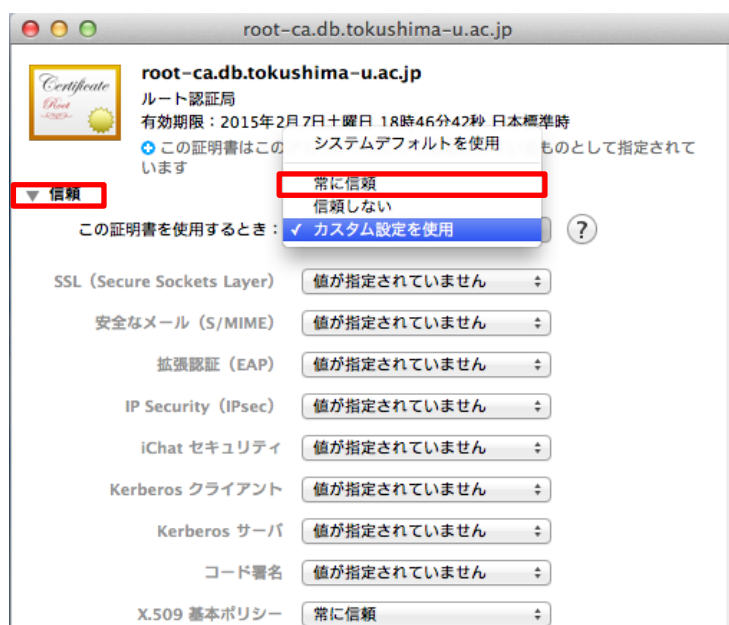 root-ca.db.tokushima-u.ac.jp
Certificate
Root
root-ca.db.tokushima-u.ac.jp
ルート認証局
有効期限：2015年2月7日土曜日 18時46分42秒 日本標準時
この証明書はこの
ものとして指定されて
います
システムデフォルトを使用
常に信頼
信頼しない
✓ カスタム設定を使用
▼ 信頼
この証明書を使用するとき：
?
SSL（Secure Sockets Layer） 値が指定されていません
安全なメール（S/MIME） 値が指定されていません
拡張認証（EAP） 値が指定されていません
IP Security（IPsec） 値が指定されていません
iChat セキュリティ 値が指定されていません
Kerberos クライアント 値が指定されていません
Kerberos サーバ 値が指定されていません
コード署名 値が指定されていません
X.509 基本ポリシー 常に信頼